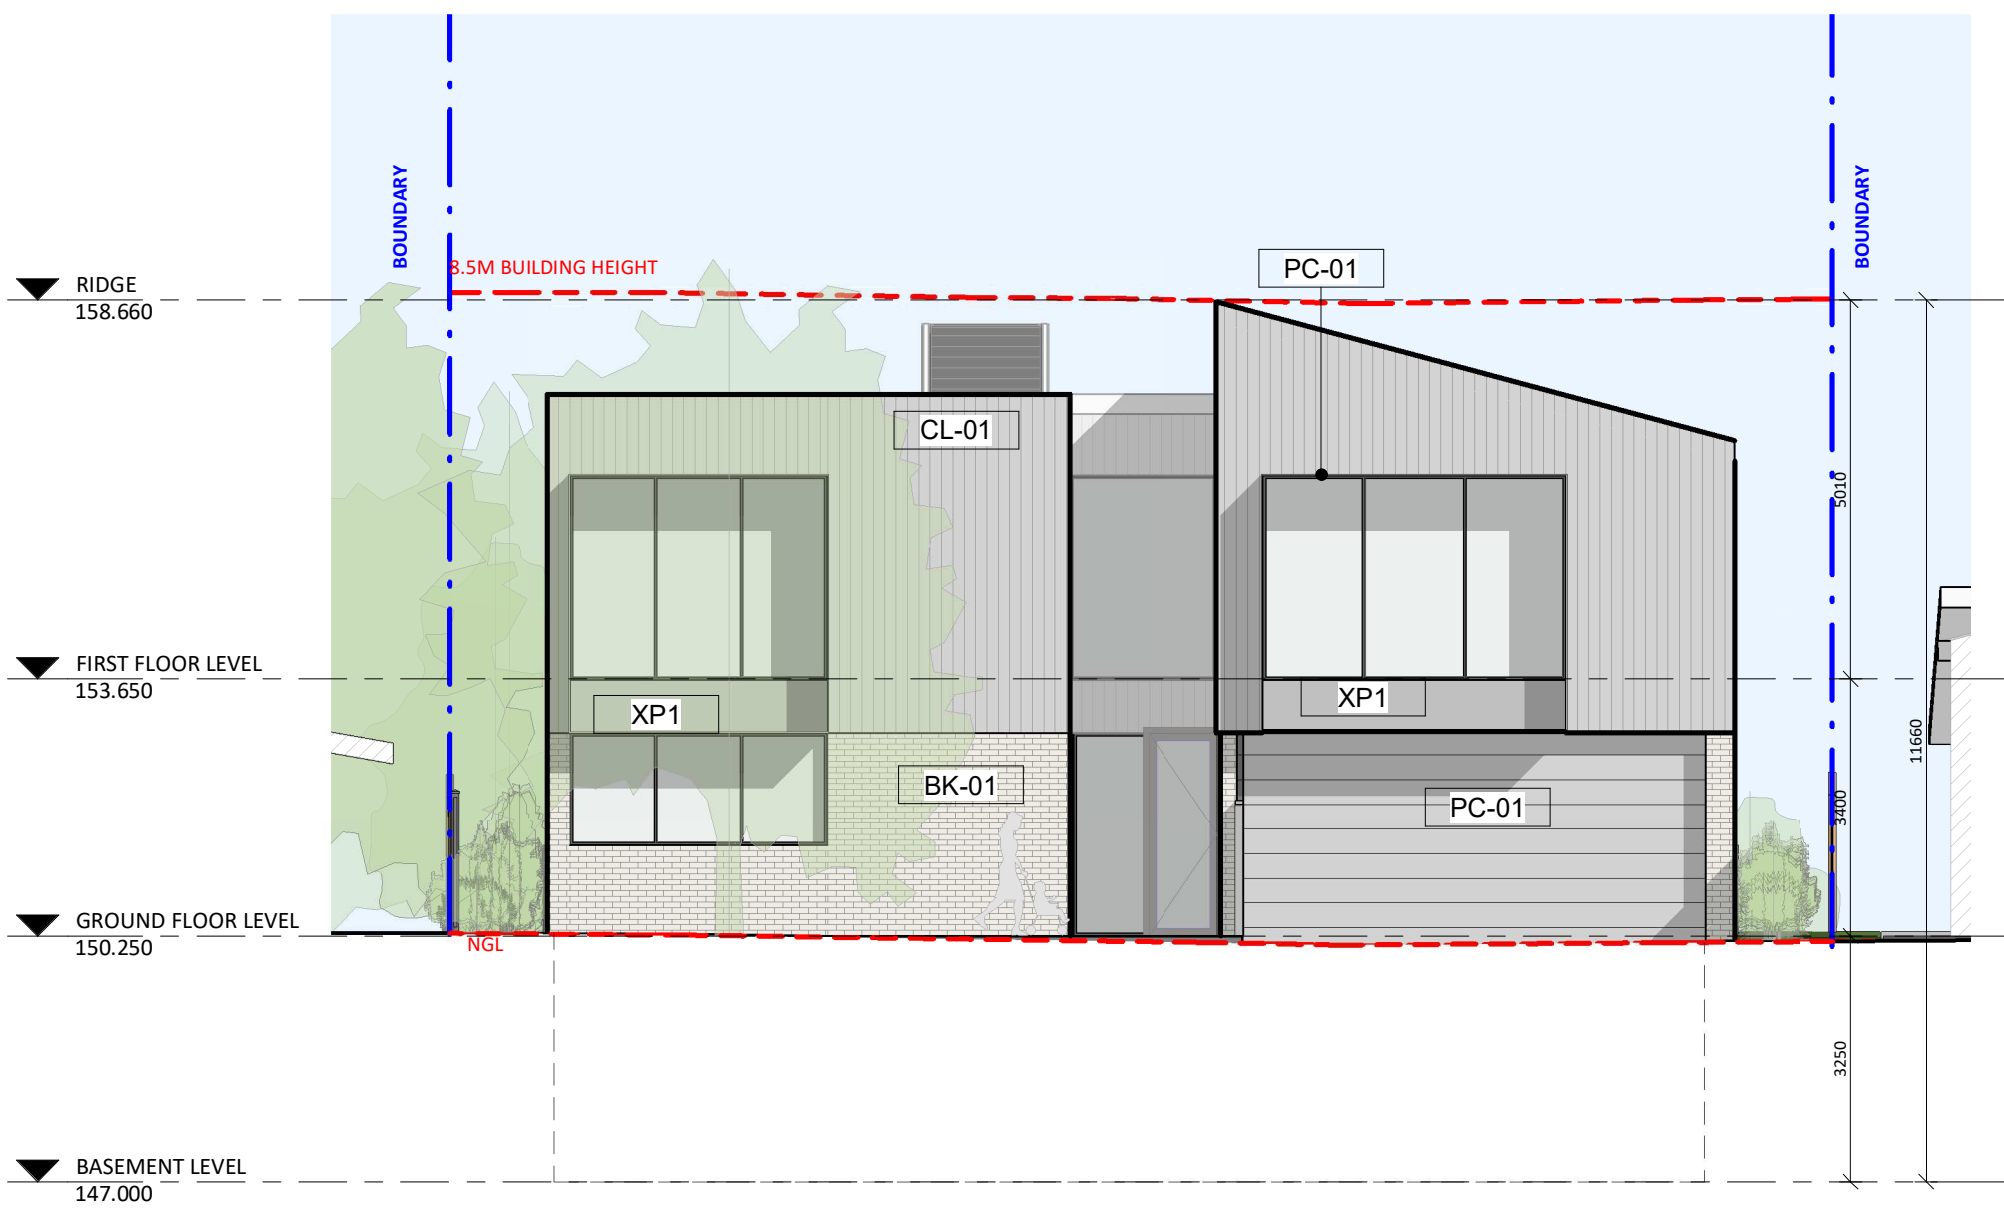 BOUNDARY
BOUNDARY
8.5M BUILDING HEIGHT
PC-01
RIDGE
158.660
CL-01
5010
FIRST FLOOR LEVEL
153.650
XP1
XP1
11660
BK-01
PC-01
3400
GROUND FLOOR LEVEL
150.250
NGL
3250
BASEMENT LEVEL
147.000